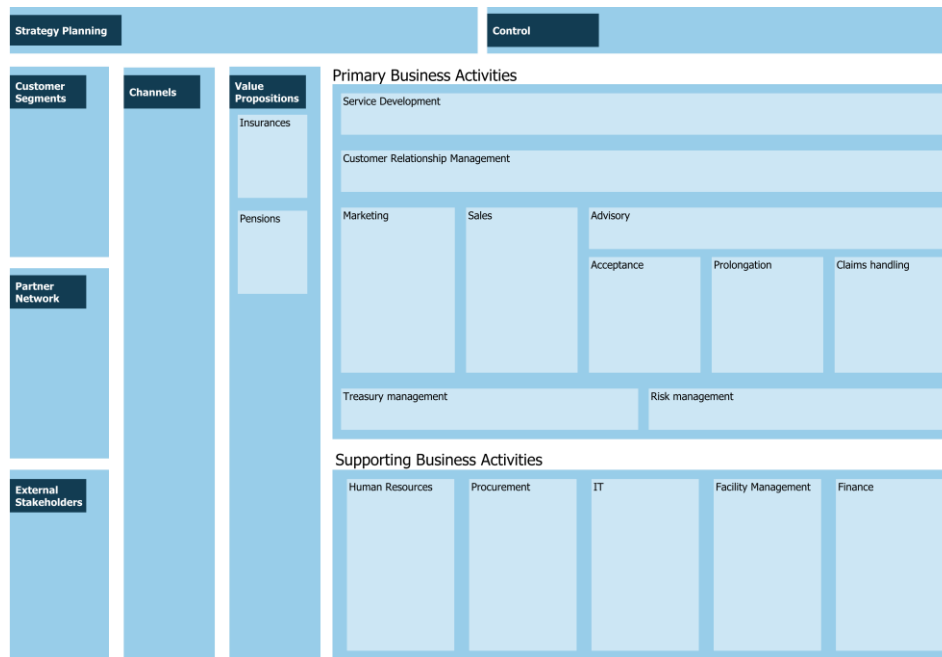 Strategy Planning
Control
Customer
Segments
Channels
Value
Propositions
Insurances
Pensions
Partner
Network
External
Stakeholders
Primary Business Activities
Service Development
Customer Relationship Management
Marketing
Sales
Advisory
Acceptance
Prolongation
Claims handling
Treasury management
Risk management
Supporting Business Activities
Human Resources
Procurement
IT
Facility Management
Finance